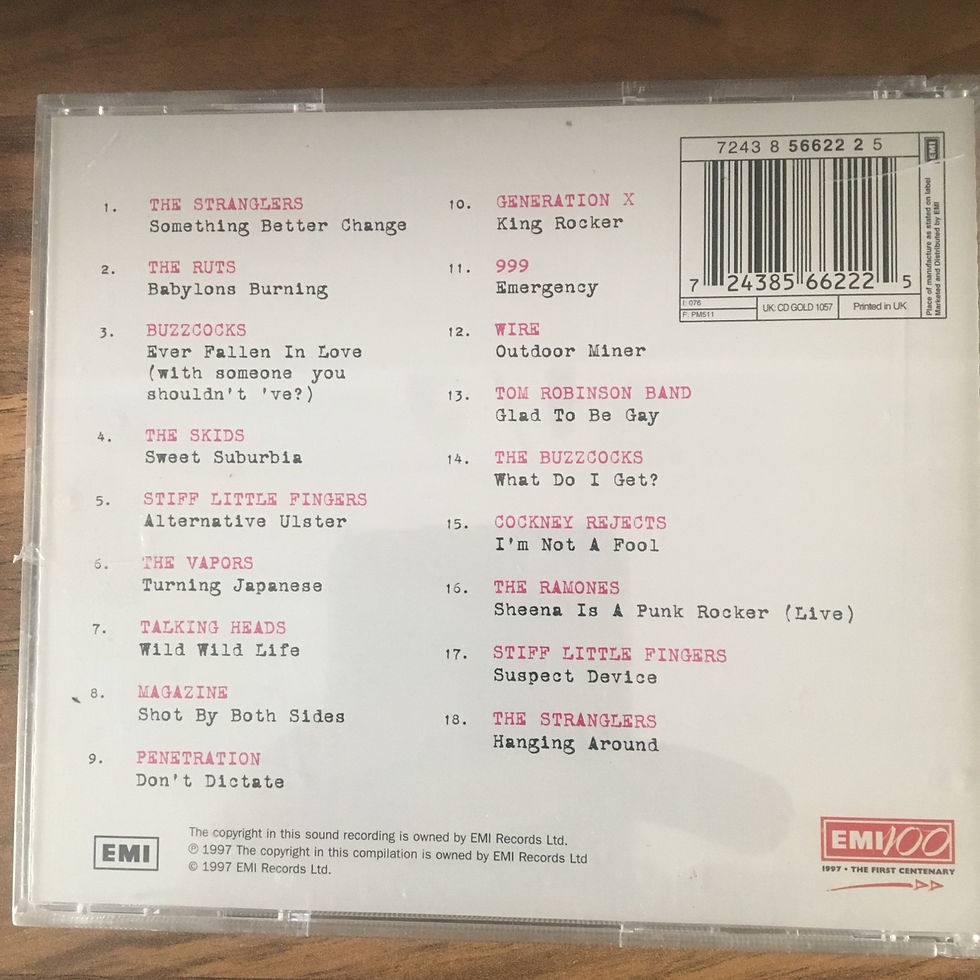 1. THE STRANGLERS
Something Better Change
2. THE RUTS
Babylons Burning
3. BUZZCOCKS
Ever Fallen In Love
(with someone you
shouldn't 've?)
4. THE SKIDS
Sweet Suburbia
5. STIFF LITTLE FINGERS
Alternative Ulster
6. THE VAPORS
Turning Japanese
7. TALKING HEADS
Wild Wild Life
8. MAGAZINE
Shot By Both Sides
9. PENETRATION
Don't Dictate
10. GENERATION X
King Rocker
11. 999
Emergency
12. WIRE
Outdoor Miner
13. TOM ROBINSON BAND
Glad To Be Gay
14. THE BUZZCOCKS
What Do I Get?
15. COCKNEY REJECTS
I'm Not A Fool
16. THE RAMONES
Sheena Is A Punk Rocker (Live)
17. STIFF LITTLE FINGERS
Suspect Device
18. THE STRANGLERS
Hanging Around
7243 8 56622 2 5
7 24385 66222 5
I: 076
F: PM511
UK: CD GOLD 1057
Printed in UK
EMI
Place of manufacture as stated on label
Marketed and Distributed by EMI
EMI
The copyright in this sound recording is owned by EMI Records Ltd.
℗ 1997 The copyright in this compilation is owned by EMI Records Ltd
© 1997 EMI Records Ltd.
EMI 100
1997 • THE FIRST CENTENARY